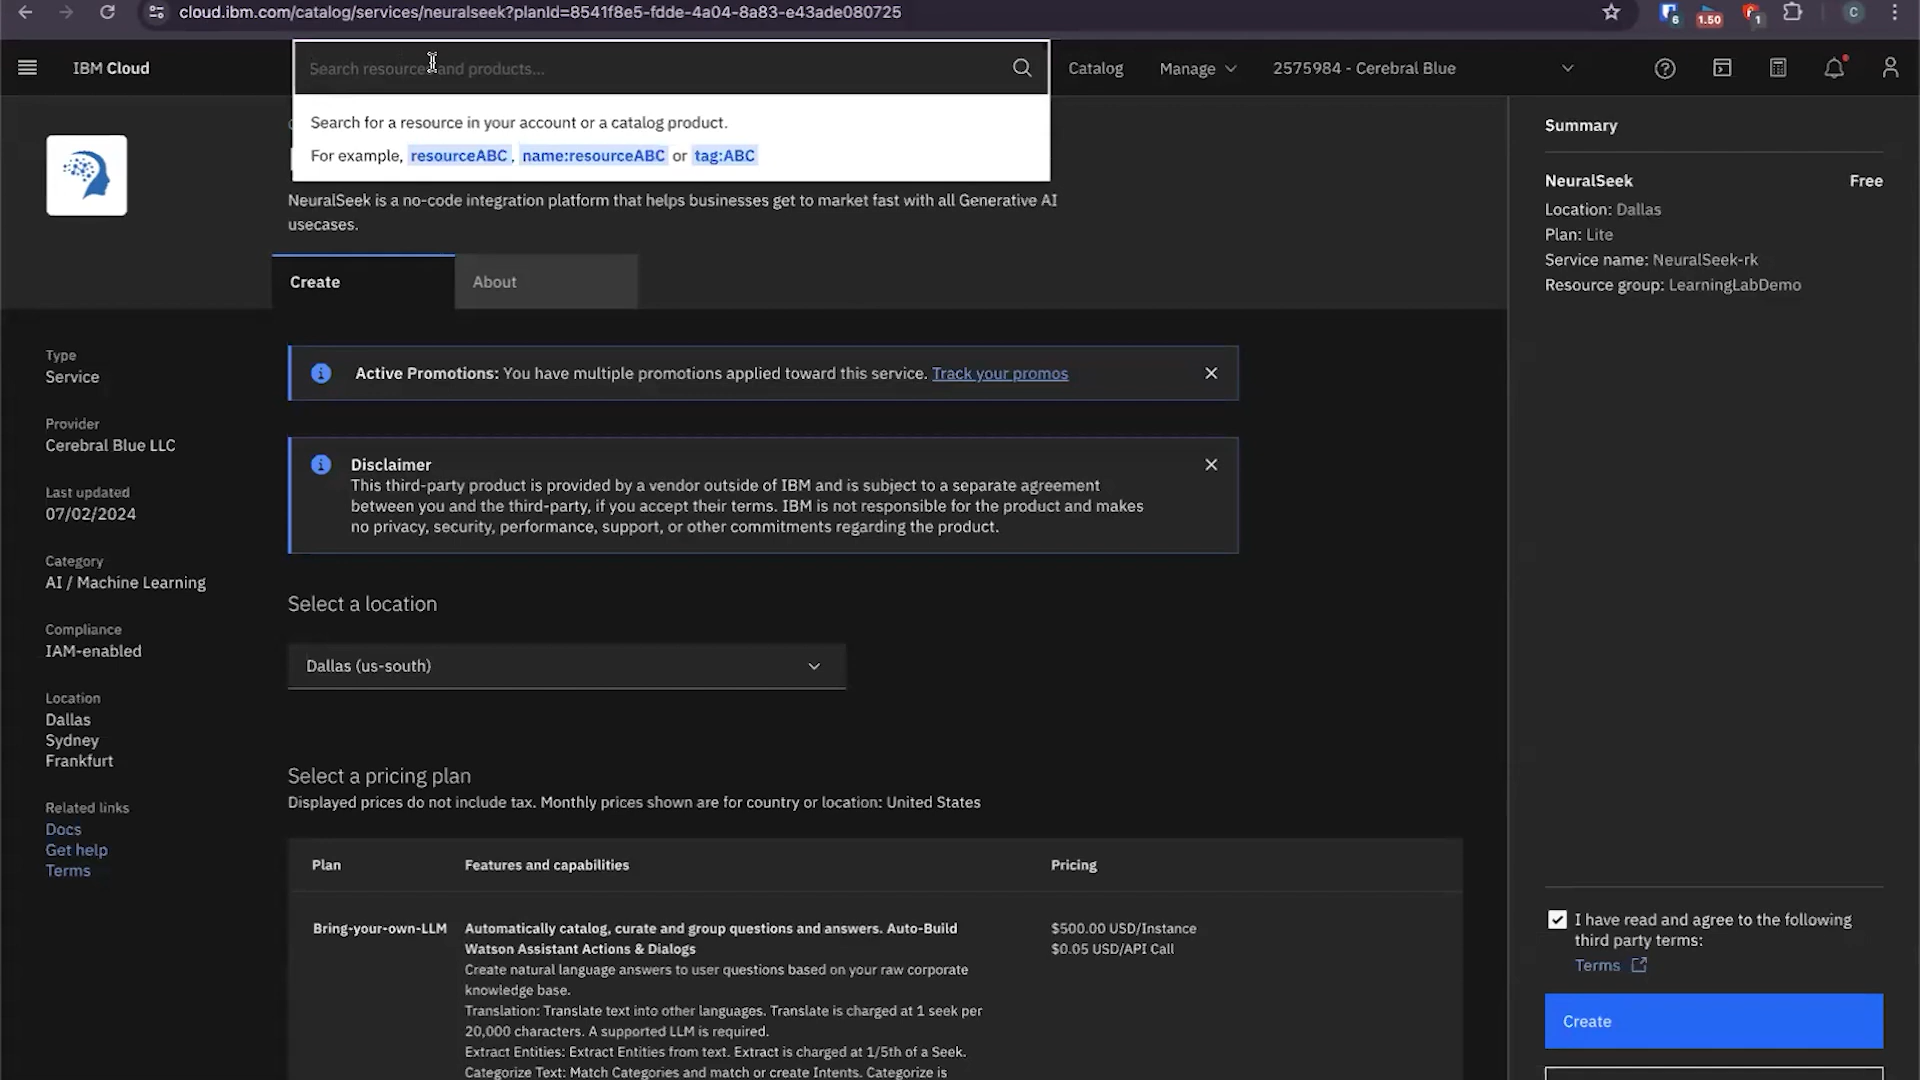 cloud.ibm.com/catalog/services/neuralseek?planId=8541f8e5-fdde-4a04-8a83-e43ade080725
6
1.50
1
C
IBM Cloud
Search resources and products...
Catalog
Manage
2575984 - Cerebral Blue
Search for a resource in your account or a catalog product.
For example, resourceABC, name:resourceABC or tag:ABC
NeuralSeek is a no-code integration platform that helps businesses get to market fast with all Generative AI
usecases.
Create
About
Type
Service
Provider
Cerebral Blue LLC
Last updated
07/02/2024
Category
AI / Machine Learning
Compliance
IAM-enabled
Location
Dallas
Sydney
Frankfurt
Related links
Docs
Get help
Terms
Active Promotions: You have multiple promotions applied toward this service. Track your promos
Disclaimer
This third-party product is provided by a vendor outside of IBM and is subject to a separate agreement
between you and the third-party, if you accept their terms. IBM is not responsible for the product and makes
no privacy, security, performance, support, or other commitments regarding the product.
Select a location
Dallas (us-south)
Select a pricing plan
Displayed prices do not include tax. Monthly prices shown are for country or location: United States
Plan
Features and capabilities
Pricing
Bring-your-own-LLM
Automatically catalog, curate and group questions and answers. Auto-Build
Watson Assistant Actions & Dialogs
Create natural language answers to user questions based on your raw corporate
knowledge base.
Translation: Translate text into other languages. Translate is charged at 1 seek per
20,000 characters. A supported LLM is required.
Extract Entities: Extract Entities from text. Extract is charged at 1/5th of a Seek.
Categorize Text: Match Categories and match or create Intents. Categorize is
$500.00 USD/Instance
$0.05 USD/API Call
Summary
NeuralSeek
Free
Location: Dallas
Plan: Lite
Service name: NeuralSeek-rk
Resource group: LearningLabDemo
I have read and agree to the following
third party terms:
Terms
Create